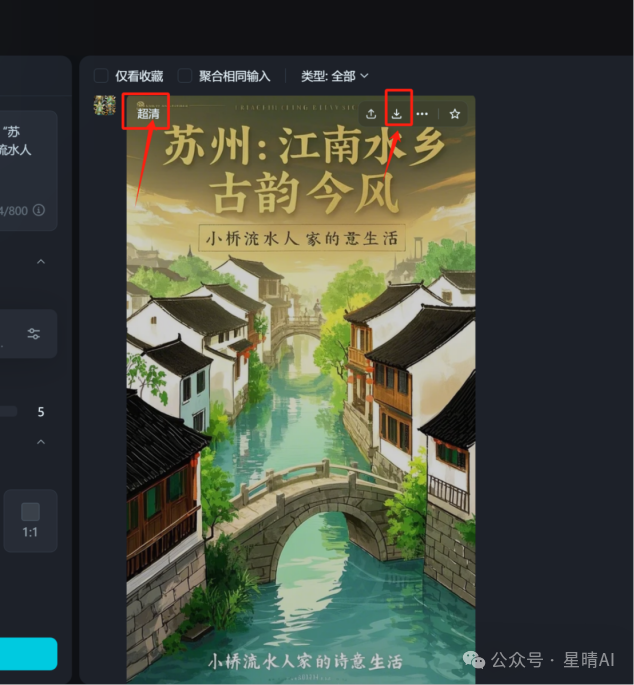 仅看收藏
聚合相同输入
类型: 全部
超清
苏州: 江南水乡
古韵今风
小桥流水人家的意生活
“苏
流水人
/800
5
1:1
小桥流水人家的诗意生活
公众号 · 星晴AI